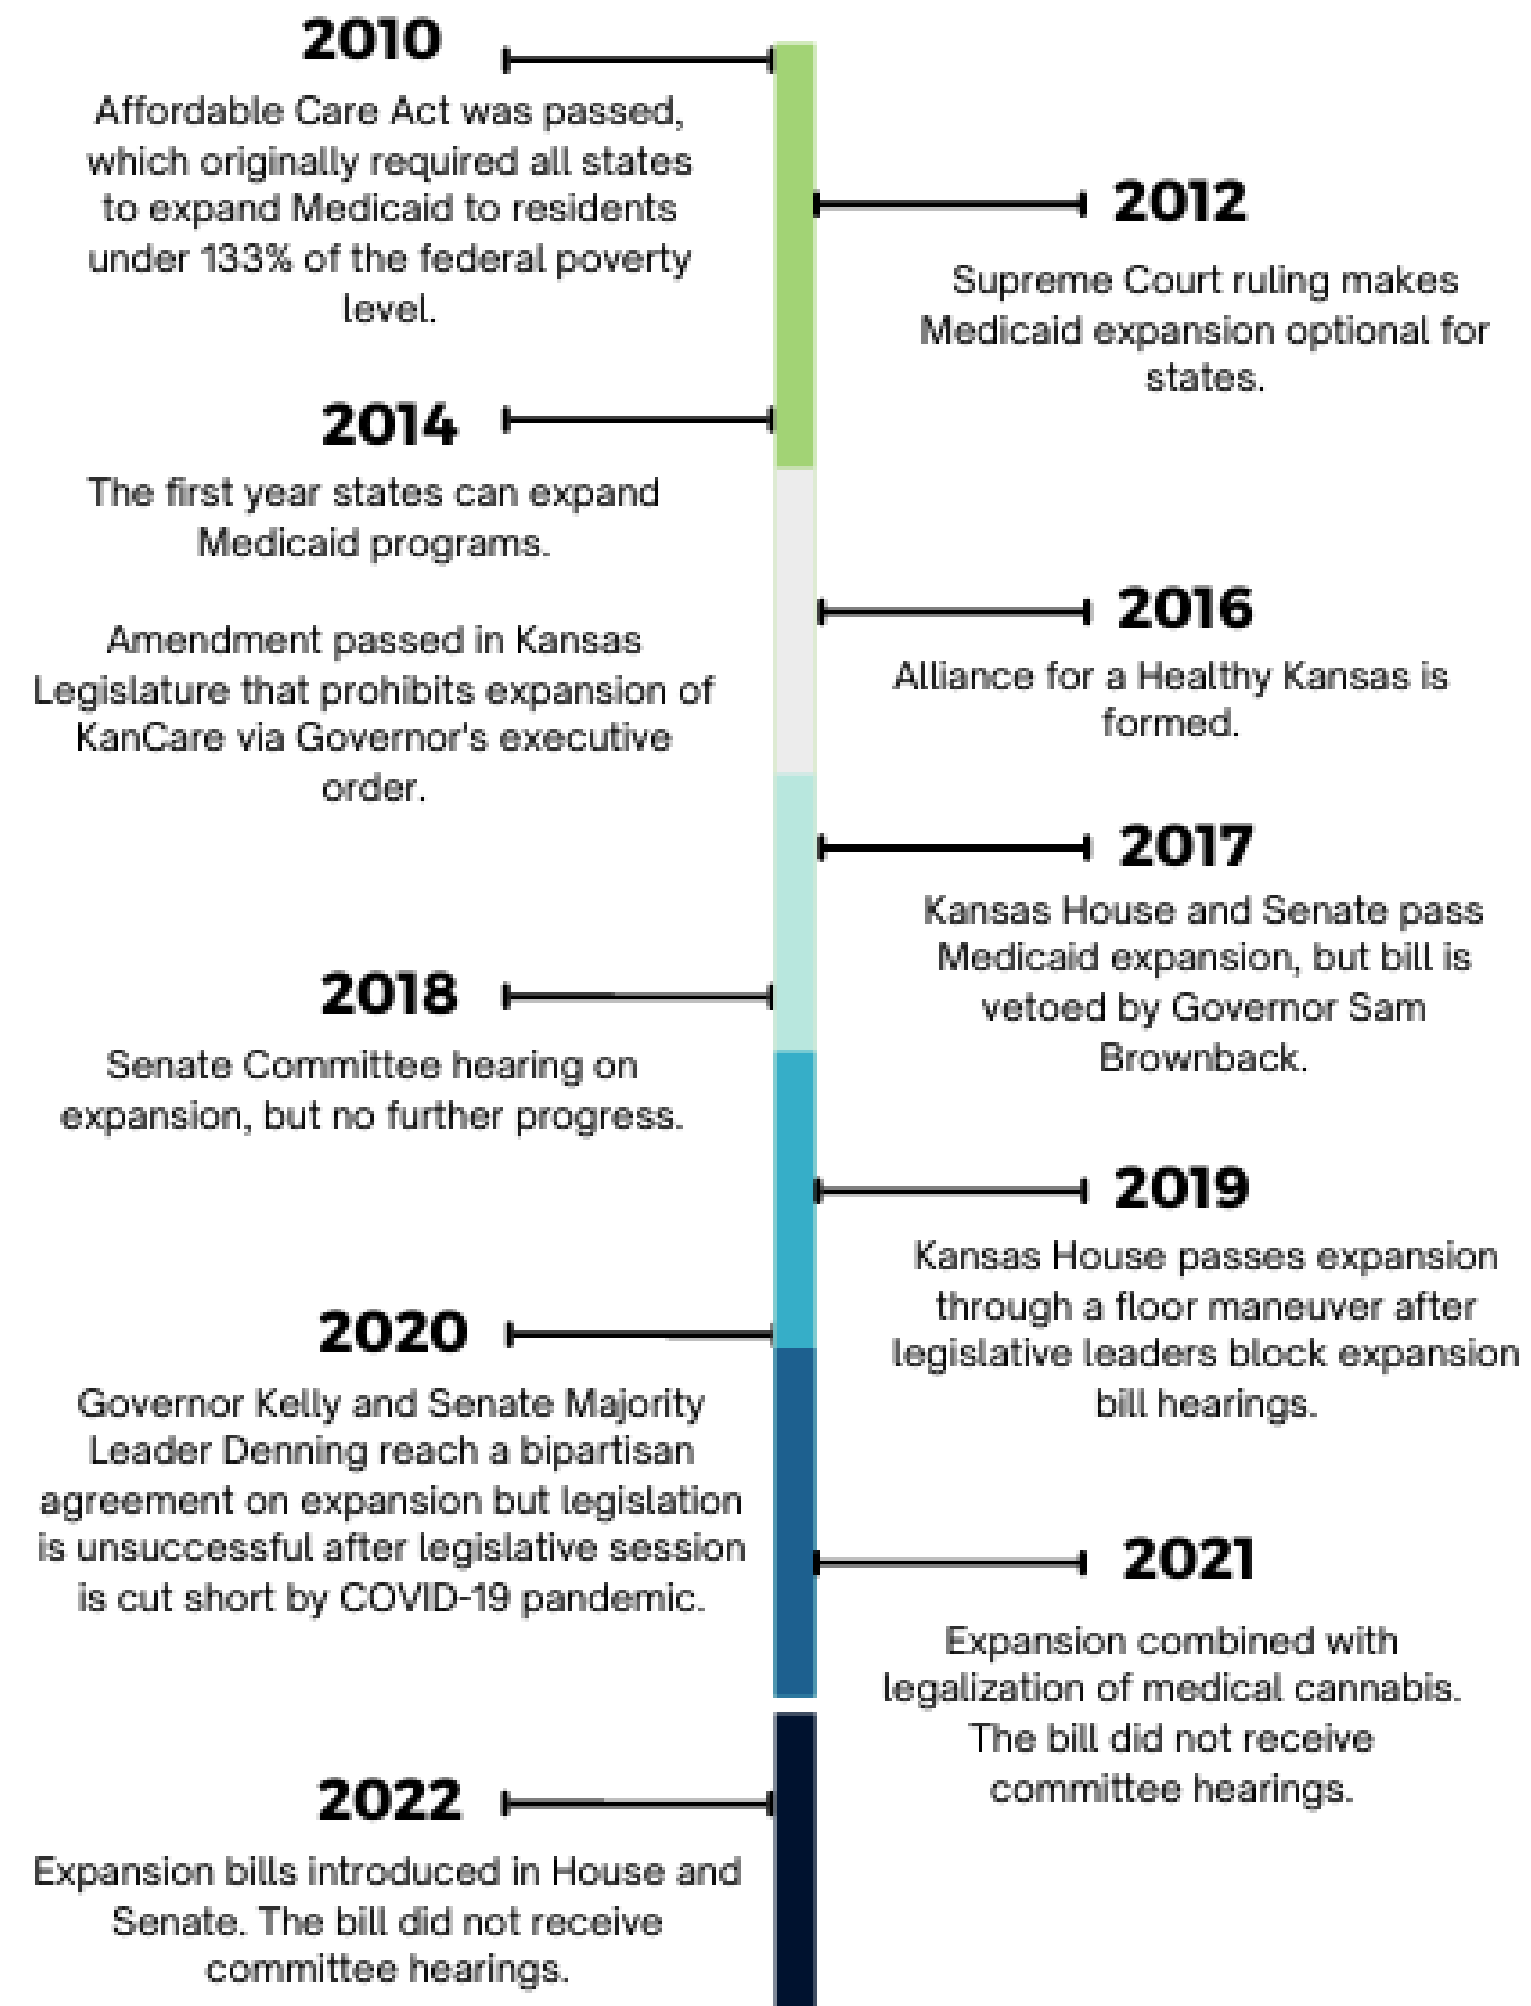 2010
Affordable Care Act was passed,
which originally required all states
to expand Medicaid to residents
under 133% of the federal poverty
level.
2012
Supreme Court ruling makes
Medicaid expansion optional for
states.
2014
The first year states can expand
Medicaid programs.
Amendment passed in Kansas
Legislature that prohibits expansion of
KanCare via Governor's executive
order.
2016
Alliance for a Healthy Kansas is
formed.
2017
Kansas House and Senate pass
Medicaid expansion, but bill is
vetoed by Governor Sam
Brownback.
2018
Senate Committee hearing on
expansion, but no further progress.
2019
Kansas House passes expansion
through a floor maneuver after
legislative leaders block expansion
bill hearings.
2020
Governor Kelly and Senate Majority
Leader Denning reach a bipartisan
agreement on expansion but legislation
is unsuccessful after legislative session
is cut short by COVID-19 pandemic.
2021
Expansion combined with
legalization of medical cannabis.
The bill did not receive
committee hearings.
2022
Expansion bills introduced in House and
Senate. The bill did not receive
committee hearings.